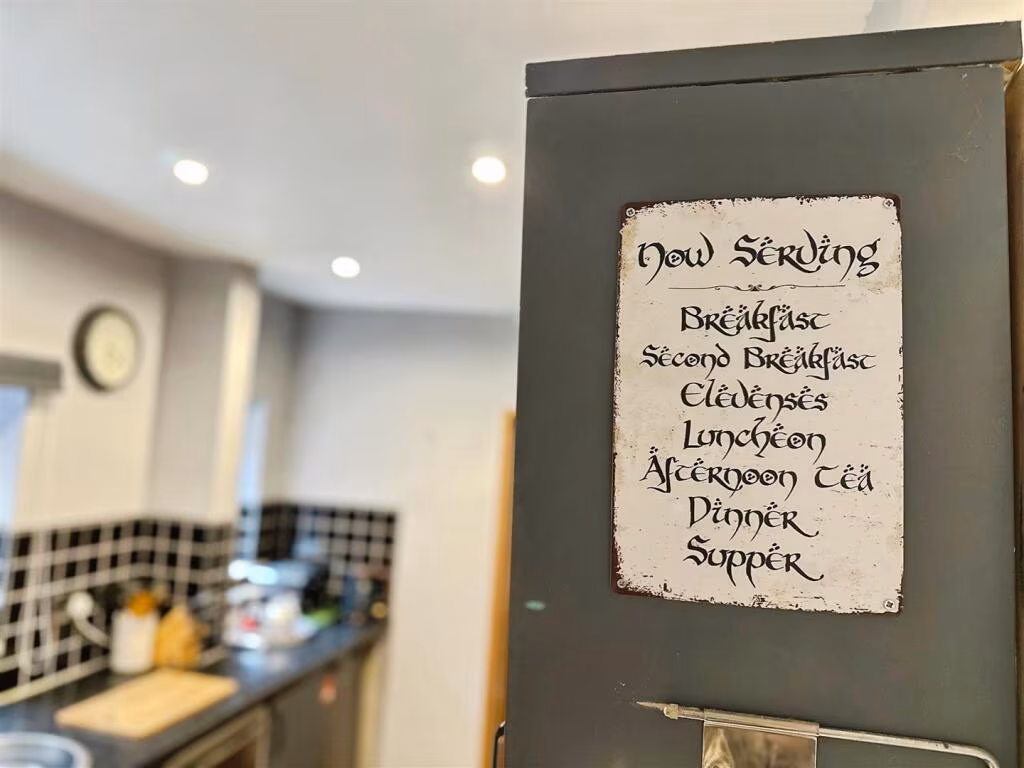 Now Serving
Breakfast
Second Breakfast
Elevenses
Luncheon
Afternoon Tea
Dinner
Supper